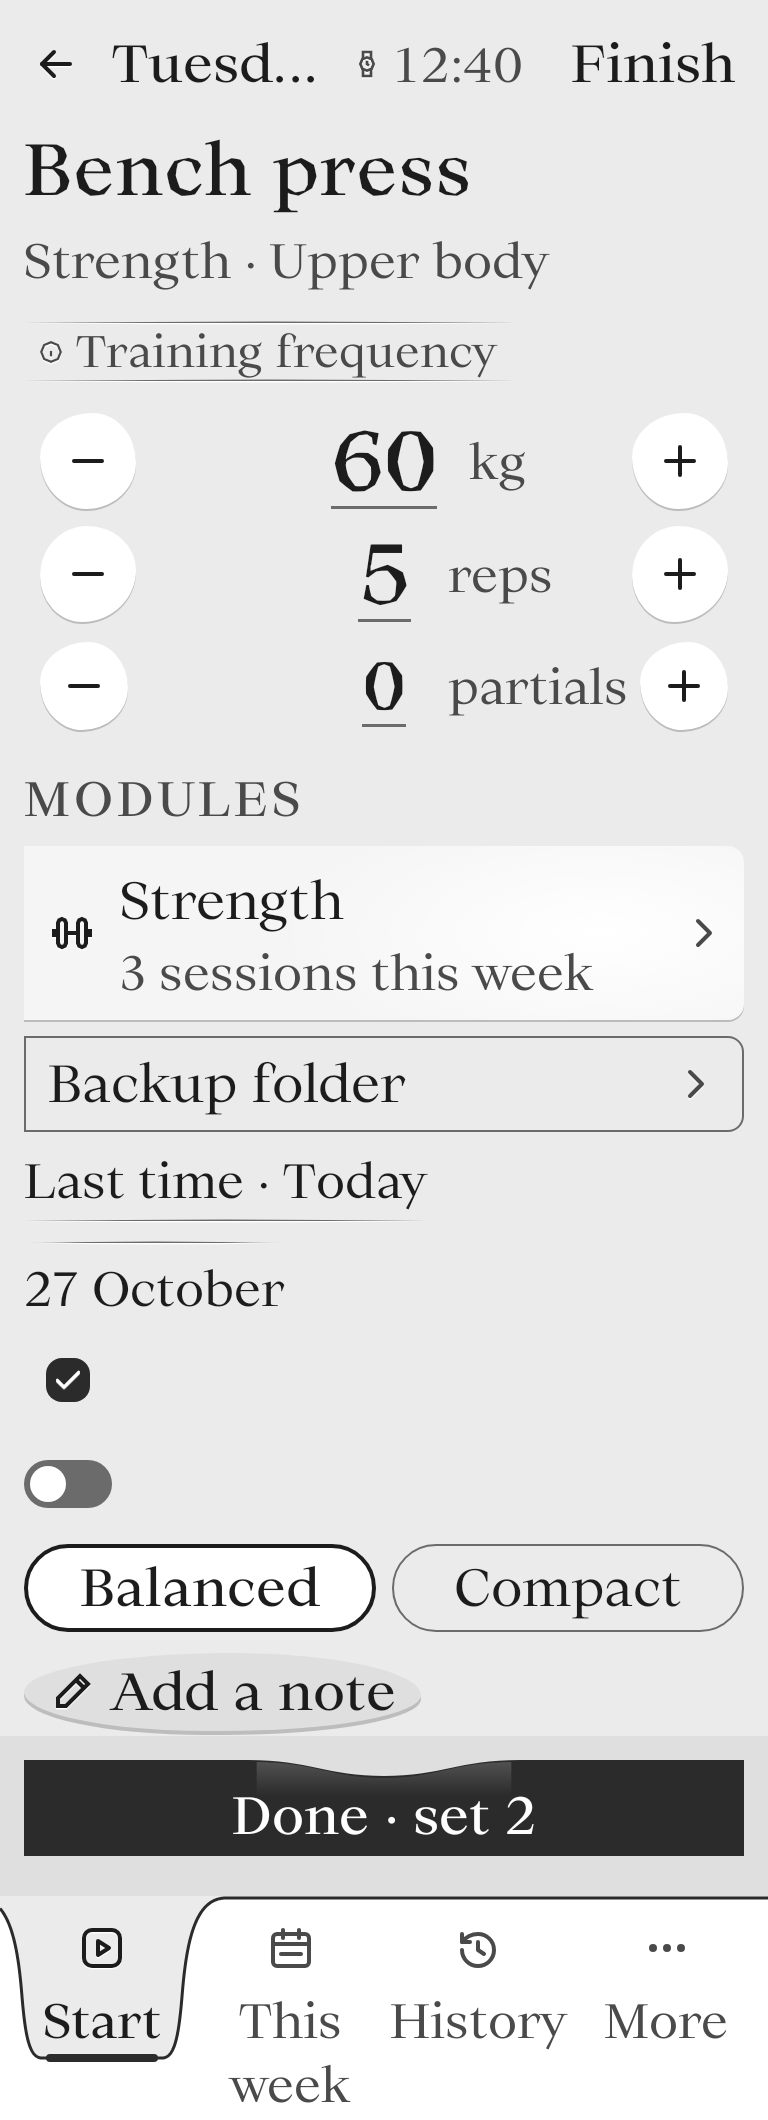 Tuesd... 12:40 Finish
Bench press
Strength · Upper body
Training frequency
60 kg
5 reps
0 partials
MODULES
Strength
3 sessions this week
Backup folder
Last time · Today
27 October
Balanced Compact
Add a note
Done · set 2
Start This week History More